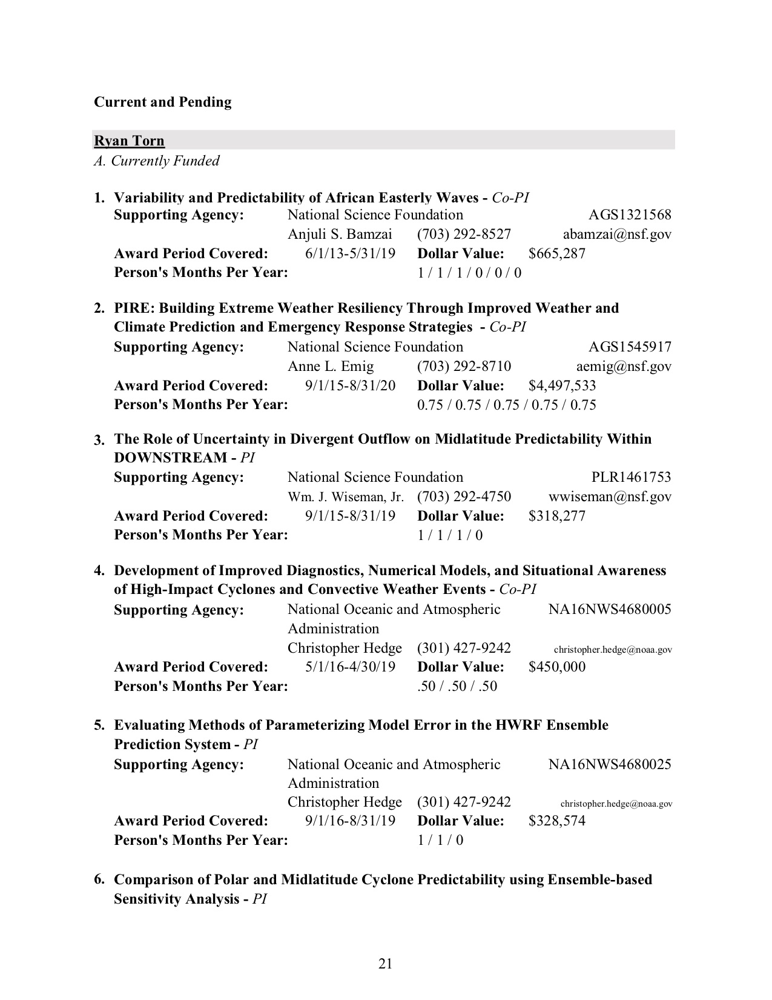 Current and Pending
Ryan Torn
A. Currently Funded
1. Variability and Predictability of African Easterly Waves - Co-PI
Supporting Agency: National Science Foundation AGS1321568
Anjuli S. Bamzai (703) 292-8527 abamzai@nsf.gov
Award Period Covered: 6/1/13-5/31/19 Dollar Value: $665,287
Person's Months Per Year: 1 / 1 / 1 / 0 / 0 / 0
2. PIRE: Building Extreme Weather Resiliency Through Improved Weather and
Climate Prediction and Emergency Response Strategies - Co-PI
Supporting Agency: National Science Foundation AGS1545917
Anne L. Emig (703) 292-8710 aemig@nsf.gov
Award Period Covered: 9/1/15-8/31/20 Dollar Value: $4,497,533
Person's Months Per Year: 0.75 / 0.75 / 0.75 / 0.75 / 0.75
3. The Role of Uncertainty in Divergent Outflow on Midlatitude Predictability Within
DOWNSTREAM - PI
Supporting Agency: National Science Foundation PLR1461753
Wm. J. Wiseman, Jr. (703) 292-4750 wwiseman@nsf.gov
Award Period Covered: 9/1/15-8/31/19 Dollar Value: $318,277
Person's Months Per Year: 1 / 1 / 1 / 0
4. Development of Improved Diagnostics, Numerical Models, and Situational Awareness
of High-Impact Cyclones and Convective Weather Events - Co-PI
Supporting Agency: National Oceanic and Atmospheric NA16NWS4680005
Administration
Christopher Hedge (301) 427-9242 christopher.hedge@noaa.gov
Award Period Covered: 5/1/16-4/30/19 Dollar Value: $450,000
Person's Months Per Year: .50 / .50 / .50
5. Evaluating Methods of Parameterizing Model Error in the HWRF Ensemble
Prediction System - PI
Supporting Agency: National Oceanic and Atmospheric NA16NWS4680025
Administration
Christopher Hedge (301) 427-9242 christopher.hedge@noaa.gov
Award Period Covered: 9/1/16-8/31/19 Dollar Value: $328,574
Person's Months Per Year: 1 / 1 / 0
6. Comparison of Polar and Midlatitude Cyclone Predictability using Ensemble-based
Sensitivity Analysis - PI
21